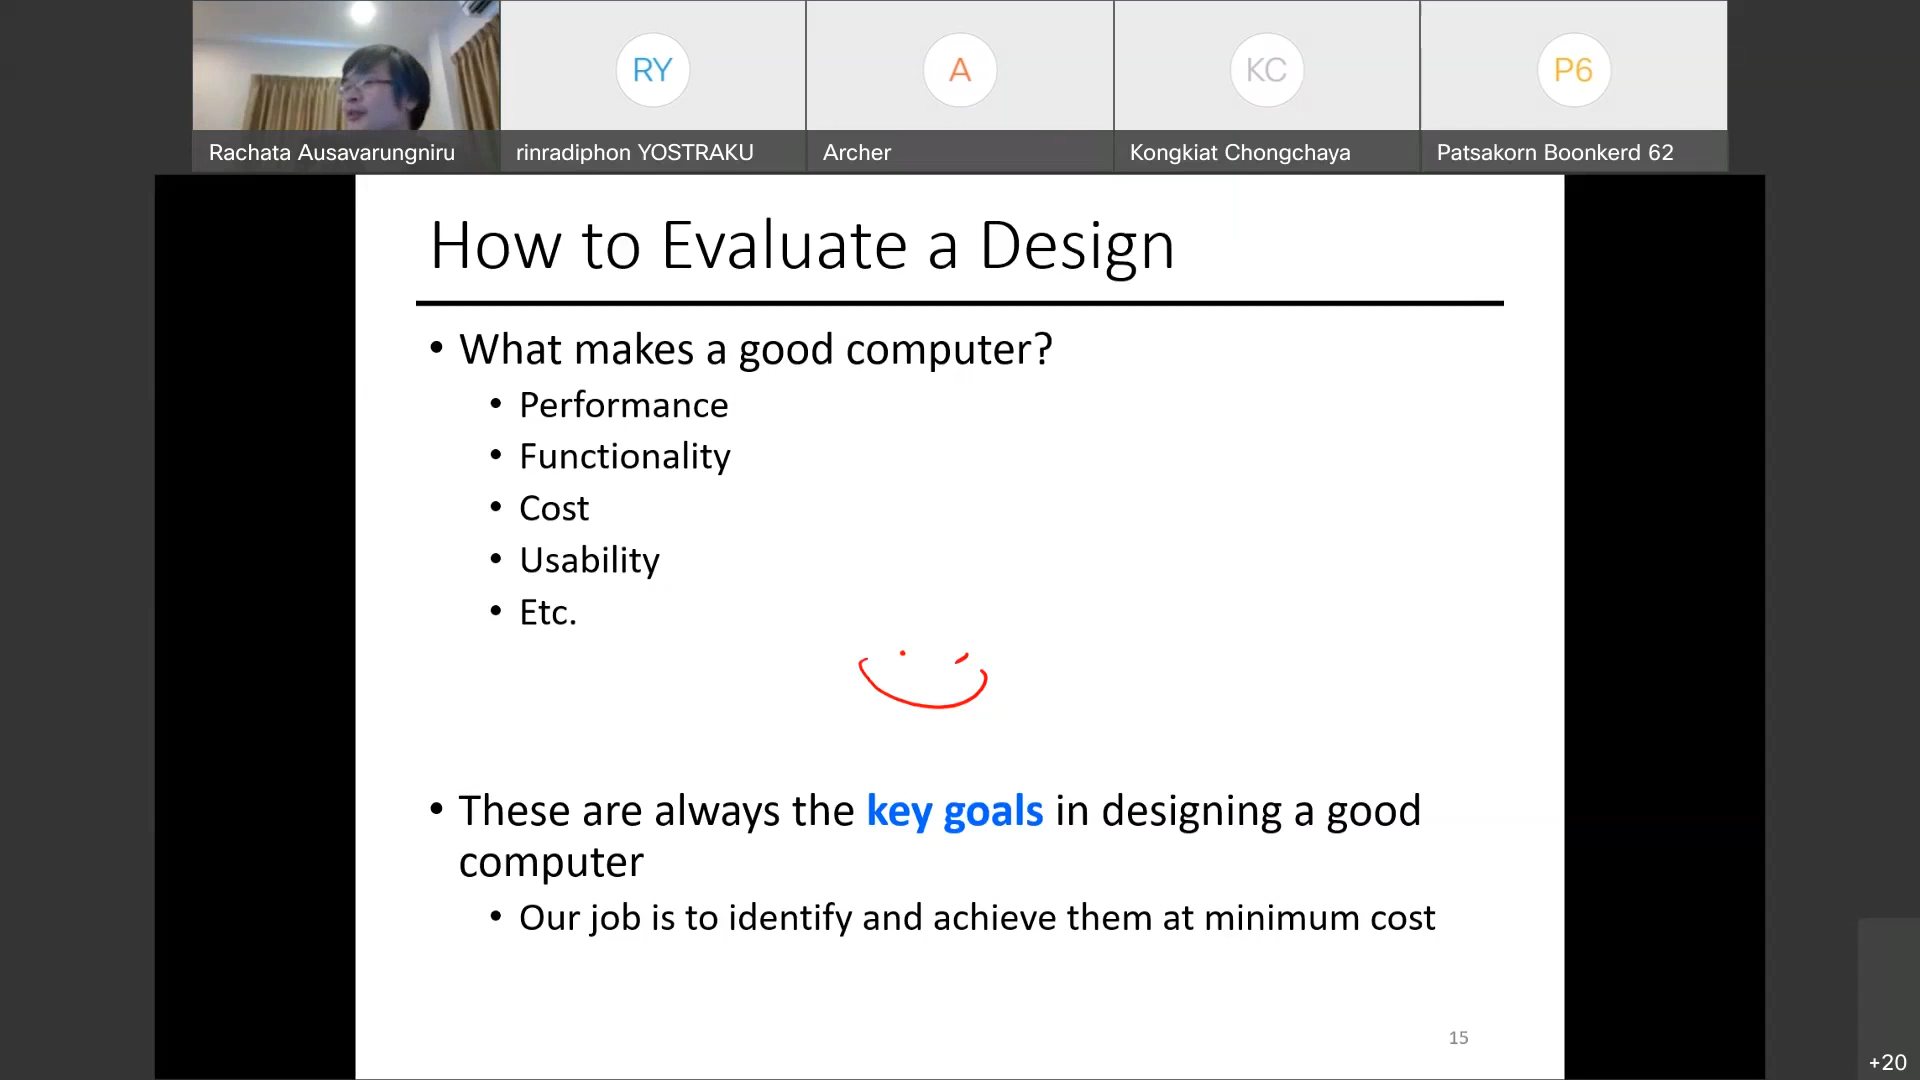 RY
A
KC
P6
Rachata Ausavarungniru
rinradiphon YOSTRAKU
Archer
Kongkiat Chongchaya
Patsakorn Boonkerd 62
How to Evaluate a Design
• What makes a good computer?
• Performance
• Functionality
• Cost
• Usability
• Etc.
• These are always the key goals in designing a good
computer
• Our job is to identify and achieve them at minimum cost
15
+20